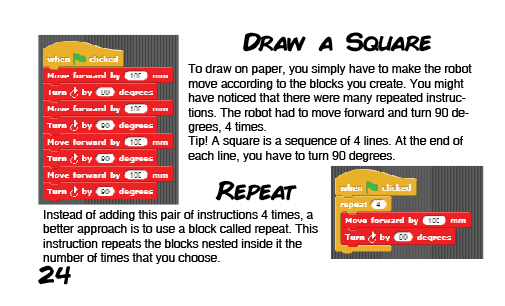 DRAW A SQUARE
when clicked
Move forward by 100 mm
Turn by 90 degrees
Move forward by 100 mm
Turn by 90 degrees
Move forward by 100 mm
Turn by 90 degrees
Move forward by 100 mm
Turn by 90 degrees
To draw on paper, you simply have to make the robot
move according to the blocks you create. You might
have noticed that there were many repeated instruc-
tions. The robot had to move forward and turn 90 de-
grees, 4 times.
Tip! A square is a sequence of 4 lines. At the end of
each line, you have to turn 90 degrees.
REPEAT
Instead of adding this pair of instructions 4 times, a
better approach is to use a block called repeat. This
instruction repeats the blocks nested inside it the
number of times that you choose.
when clicked
repeat 4
Move forward by 100 mm
Turn by 90 degrees
24